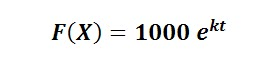 F(X) = 1000 e^{kt}